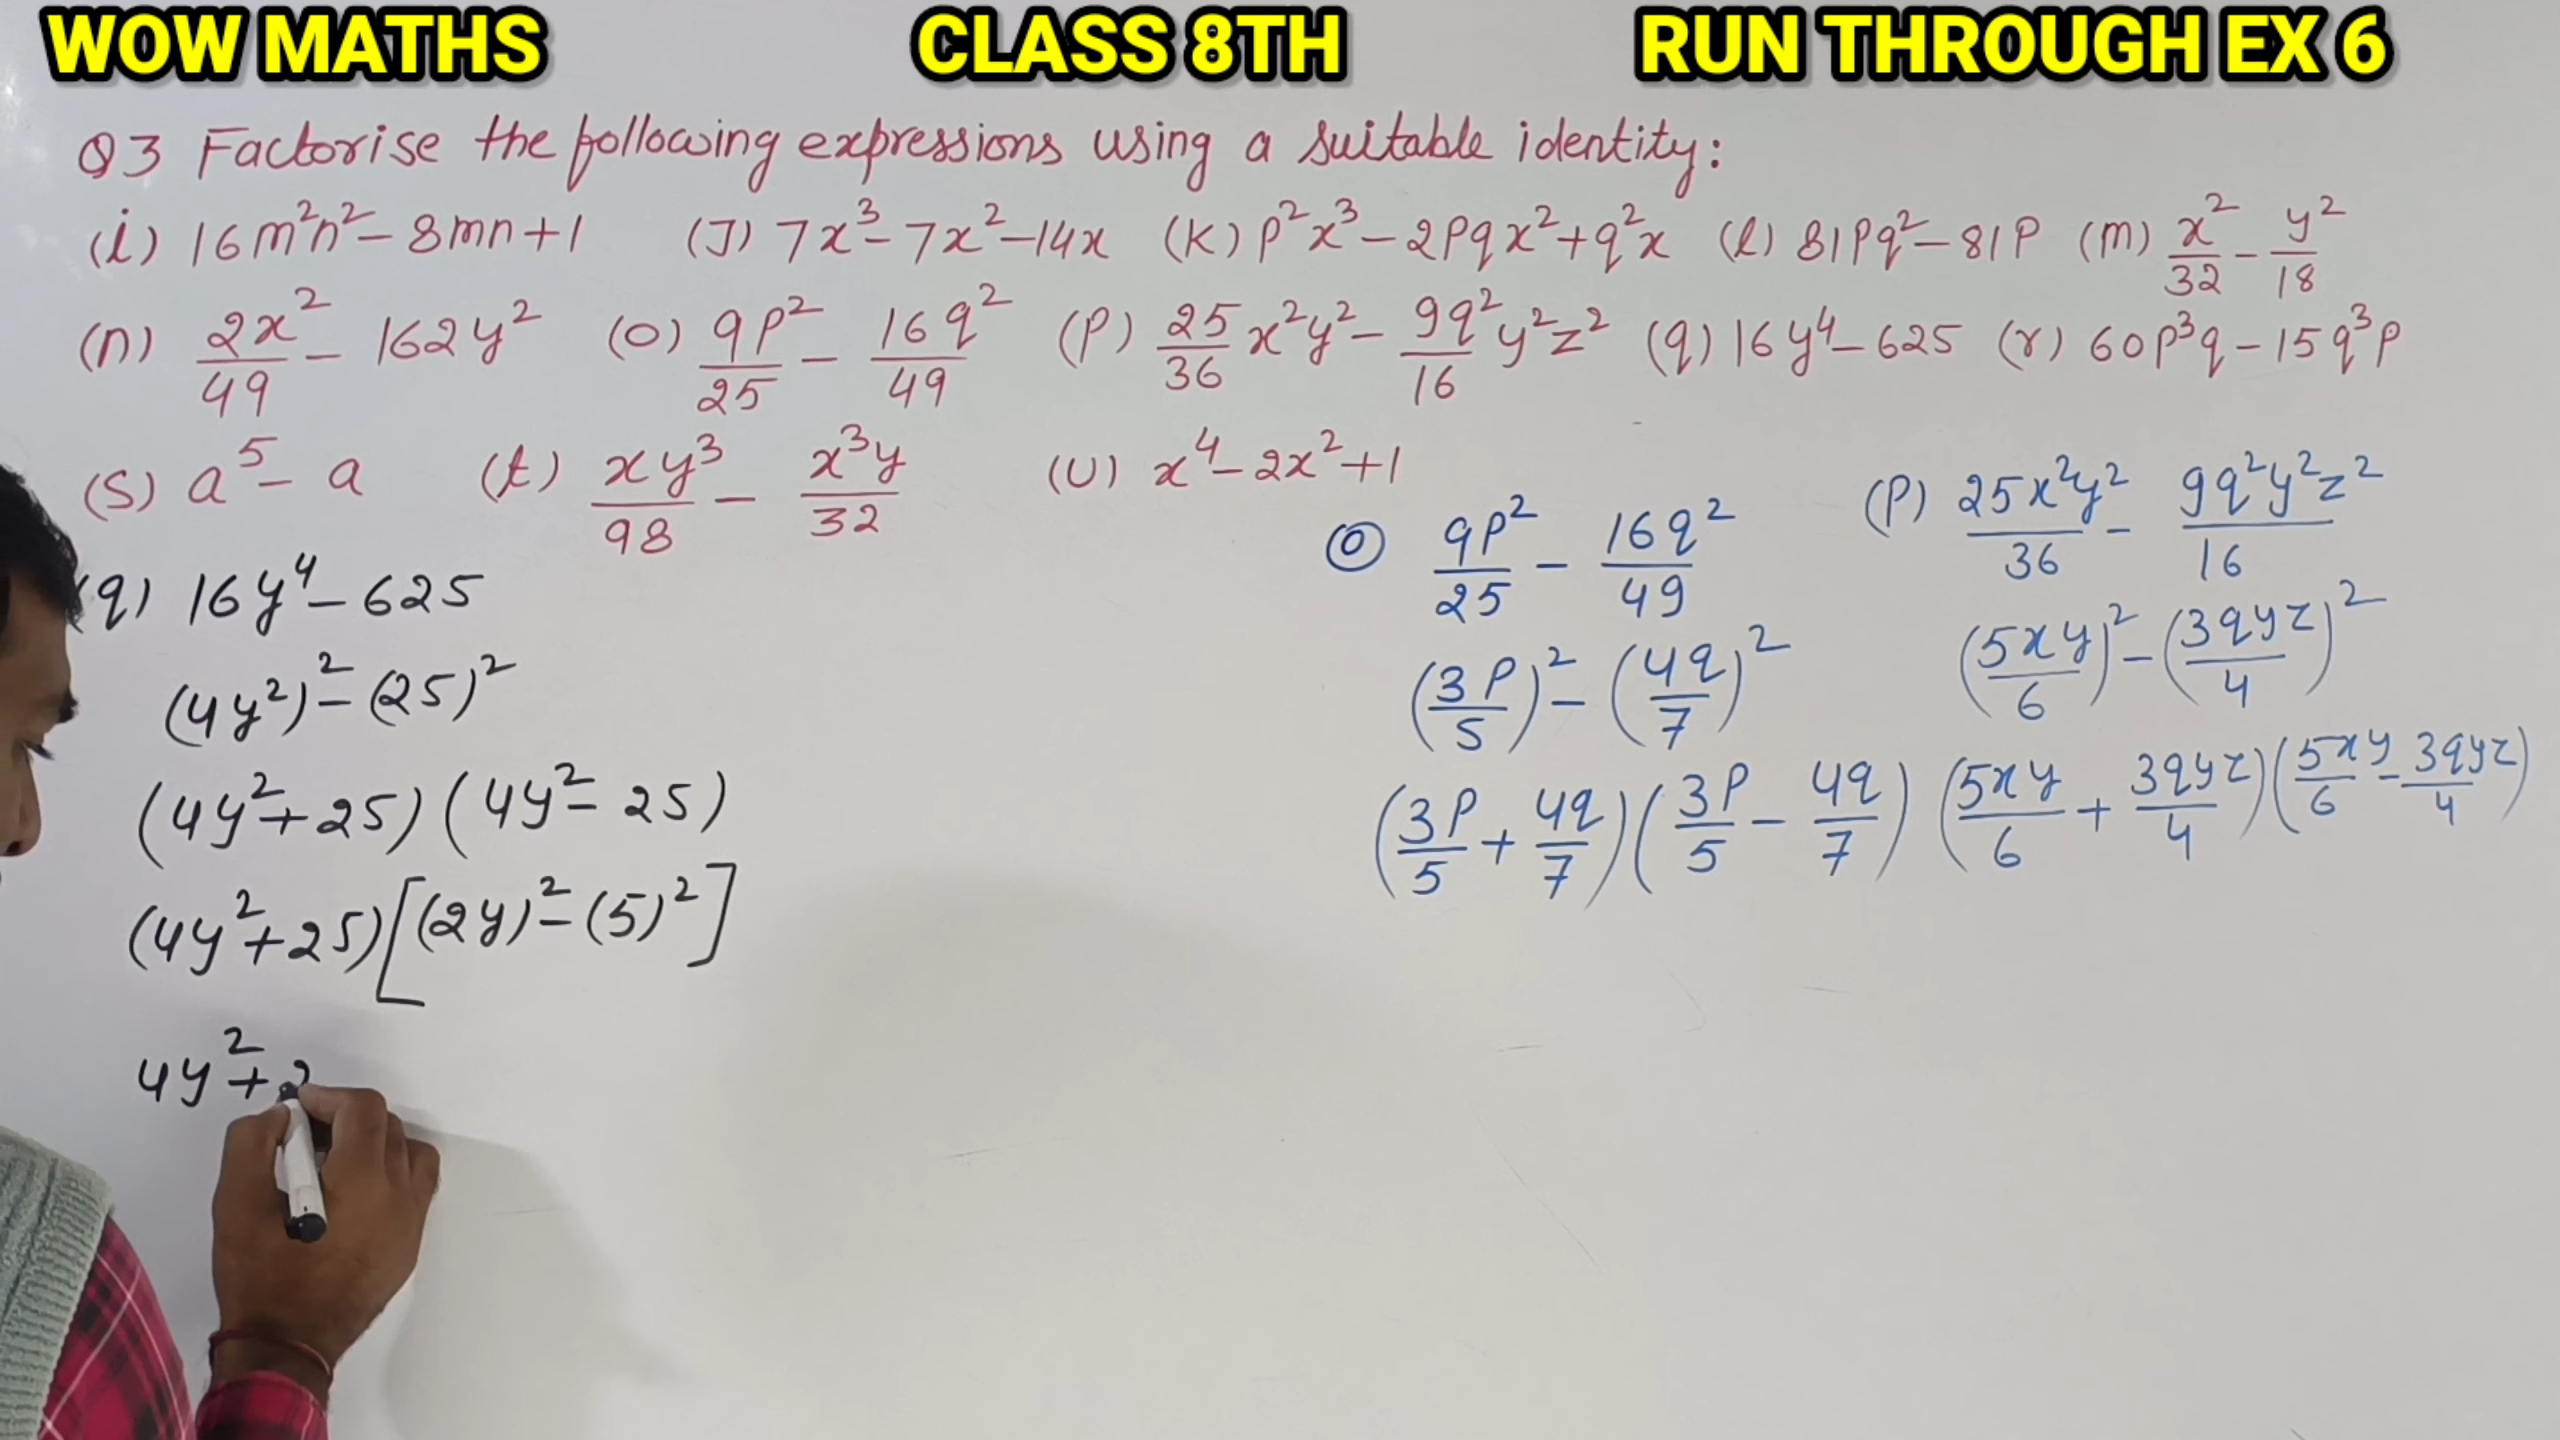 WOW MATHS CLASS 8TH RUN THROUGH EX 6
Q3 Factorise the following expressions using a suitable identity:
(i) 16m²n² - 8mn + 1 (J) 7x³ - 7x² - 14x (K) p²x³ - 2pqx² + q²x (l) 81pq² - 81p (m) x²/32 - y²/18
(n) 2x²/49 - 162y² (o) 9p²/25 - 16q²/49 (P) 25/36 x²y² - 9q²/16 y²z² (q) 16y⁴ - 625 (r) 60p³q - 15q³p
(S) a⁵ - a (t) xy³/98 - x³y/32 (U) x⁴ - 2x² + 1
(q) 16y⁴ - 625
(4y²)² - (25)²
(4y² + 25) (4y² - 25)
(4y² + 25) [(2y)² - (5)²]
4y² + 2
(o) 9p²/25 - 16q²/49
(3p/5)² - (4q/7)²
(3p/5 + 4q/7) (3p/5 - 4q/7)
(P) 25x²y²/36 - 9q²y²z²/16
(5xy/6)² - (3qyz/4)²
(5xy/6 + 3qyz/4) (5xy/6 - 3qyz/4)